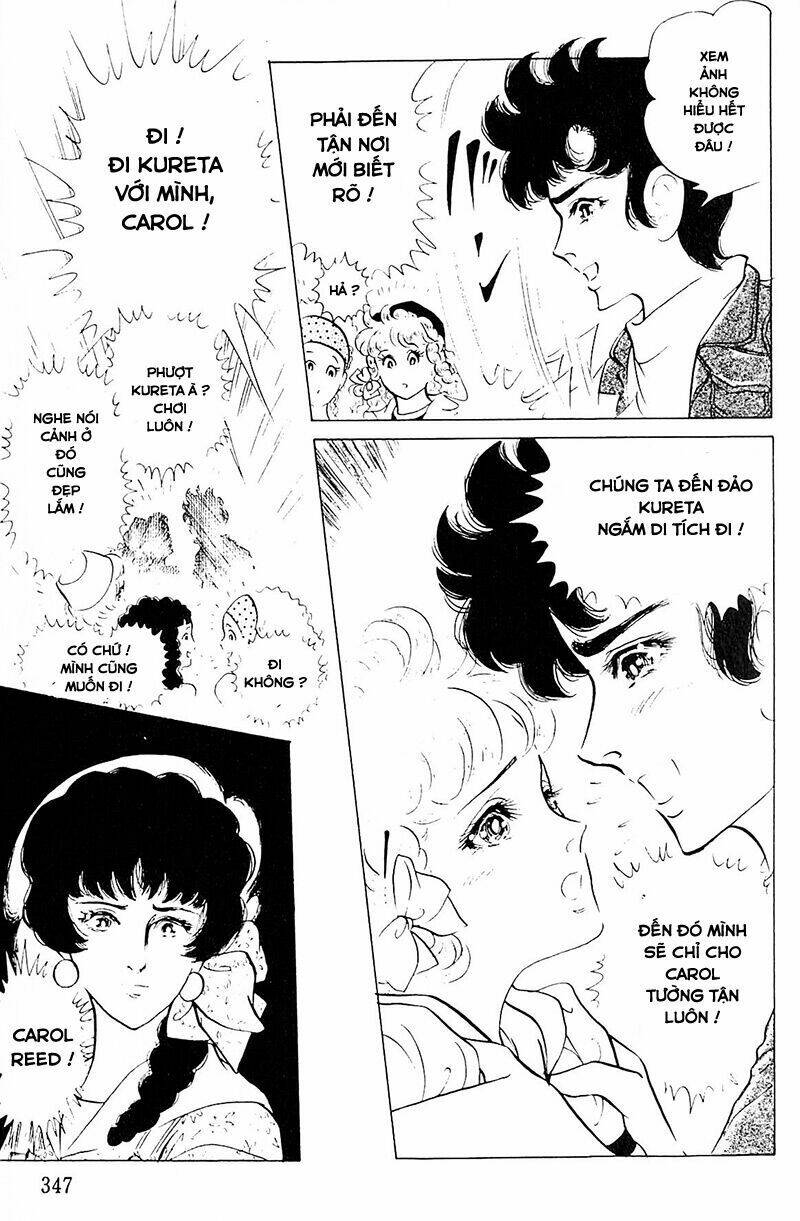 XEM
ẢNH
KHÔNG
HIỂU HẾT
ĐƯỢC
ĐÂU !
PHẢI ĐẾN
TẬN NƠI
MỚI BIẾT
RÕ !
HẢ ?
ĐI !
ĐI KURETA
VỚI MÌNH,
CAROL !
PHƯỢT
KURETA À ?
CHƠI
LUÔN !
NGHE NÓI
CẢNH Ở
ĐÓ
CŨNG
ĐẸP
LẮM !
ĐI
KHÔNG ?
CÓ CHỨ !
MÌNH CŨNG
MUỐN ĐI !
CHÚNG TA ĐẾN ĐẢO
KURETA
NGẮM DI TÍCH ĐI !
ĐẾN ĐÓ MÌNH
SẼ CHỈ CHO
CAROL
TƯỜNG TẬN
LUÔN !
CAROL
REED !
347